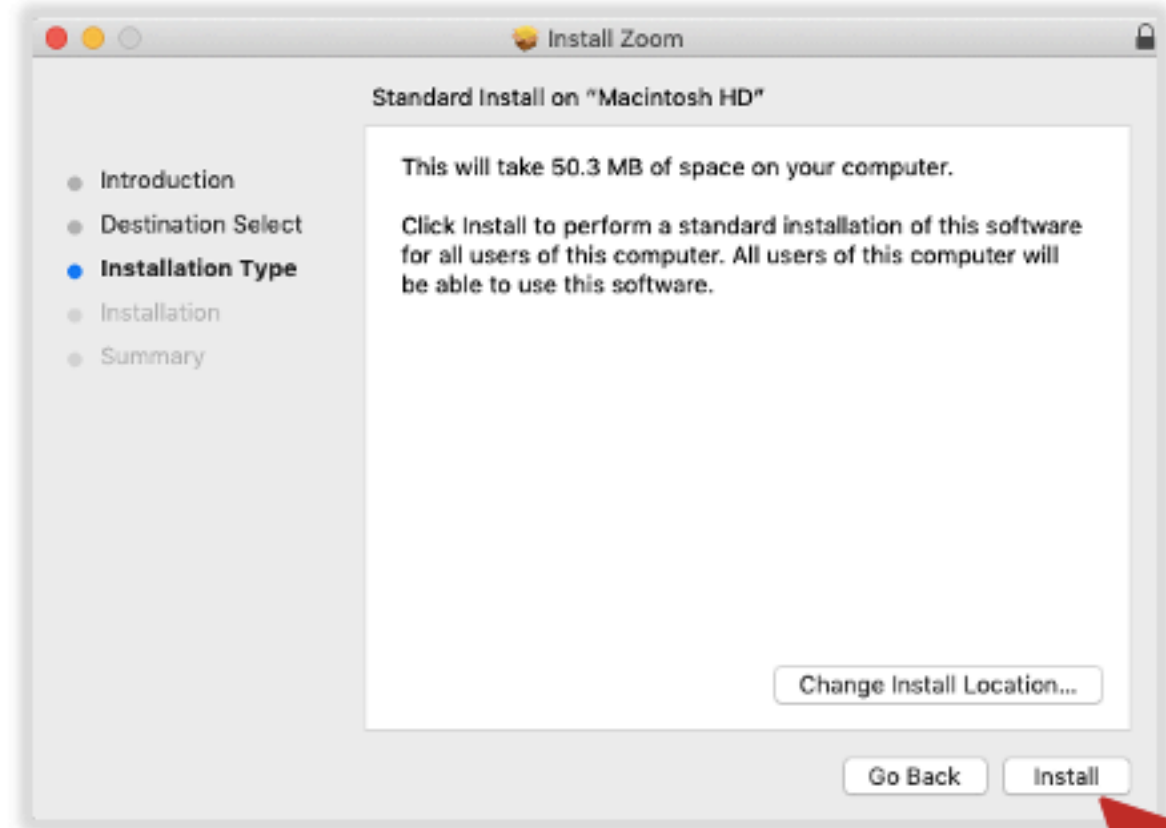 Install Zoom
Standard Install on "Macintosh HD"
Introduction
Destination Select
Installation Type
Installation
Summary
This will take 50.3 MB of space on your computer.
Click Install to perform a standard installation of this software
for all users of this computer. All users of this computer will
be able to use this software.
Change Install Location...
Go Back
Install